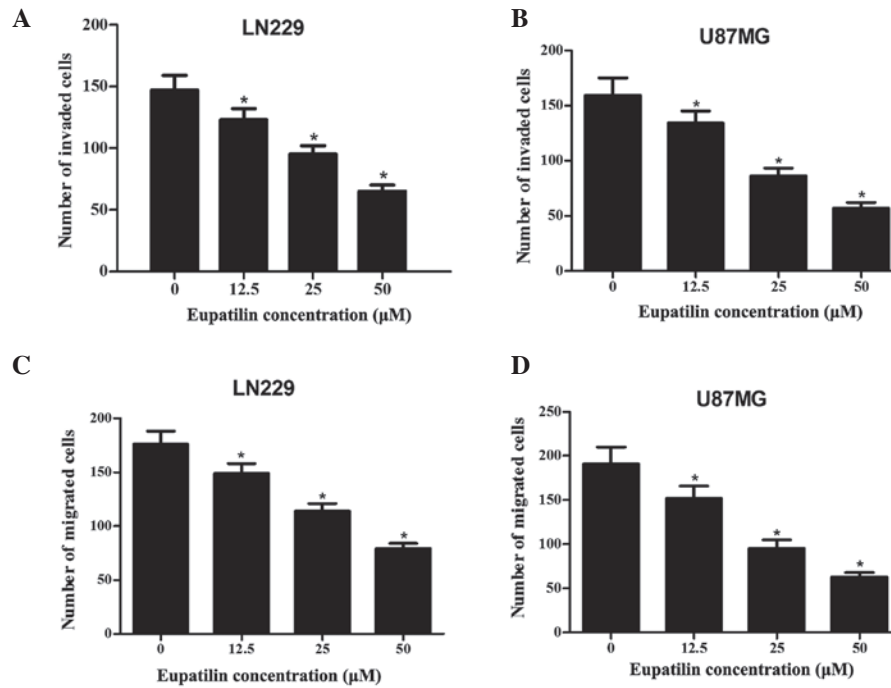 A
LN229
Number of invaded cells
200
150
100
50
0
*
*
*
0 12.5 25 50
Eupatilin concentration (µM)
B
U87MG
Number of invaded cells
200
150
100
50
0
*
*
*
0 12.5 25 50
Eupatilin concentration (µM)
C
LN229
Number of migrated cells
200
150
100
50
0
*
*
*
0 12.5 25 50
Eupatilin concentration (µM)
D
U87MG
Number of migrated cells
250
200
150
100
50
0
*
*
*
0 12.5 25 50
Eupatilin concentration (µM)